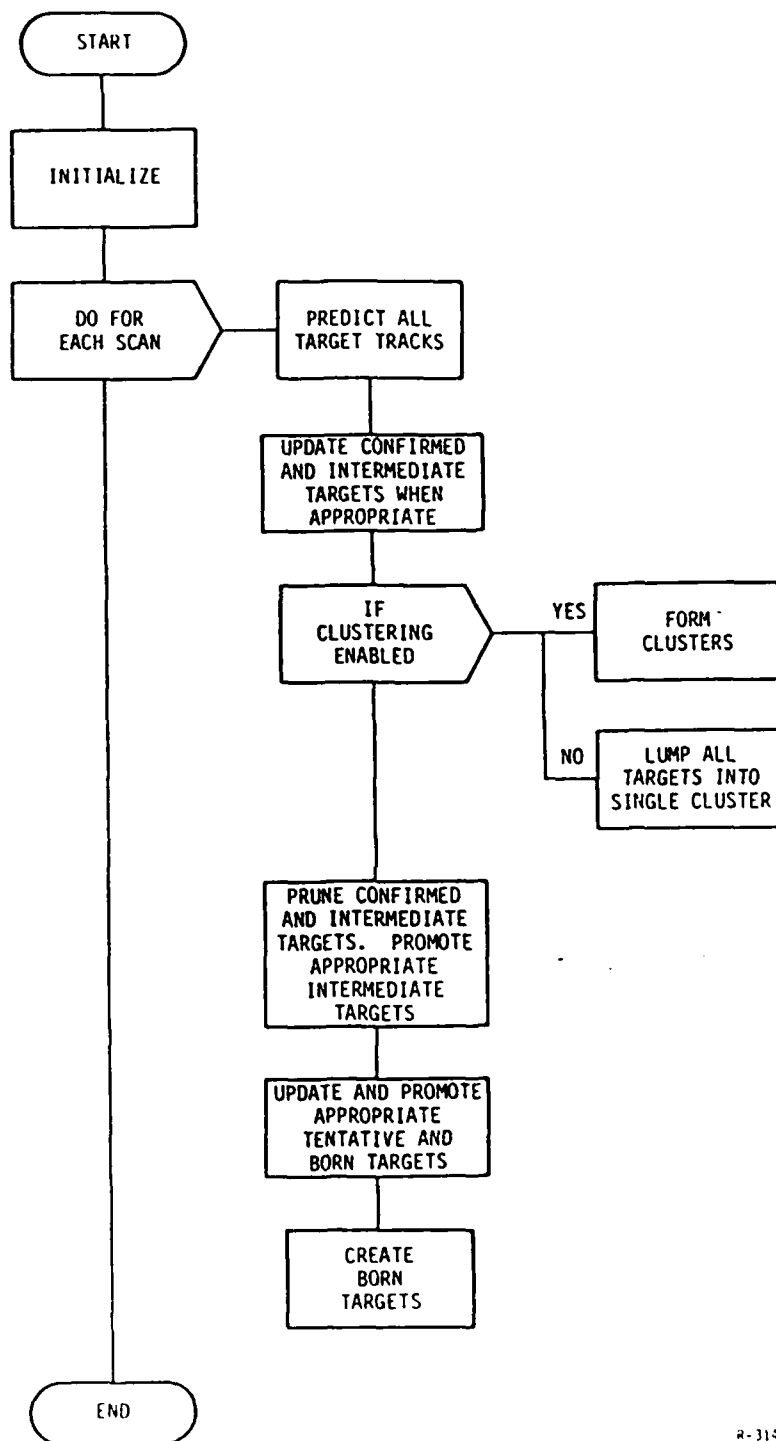 START
INITIALIZE
DO FOR
EACH SCAN
PREDICT ALL
TARGET TRACKS
UPDATE CONFIRMED
AND INTERMEDIATE
TARGETS WHEN
APPROPRIATE
IF
CLUSTERING
ENABLED
YES
FORM
CLUSTERS
NO
LUMP ALL
TARGETS INTO
SINGLE CLUSTER
PRUNE CONFIRMED
AND INTERMEDIATE
TARGETS. PROMOTE
APPROPRIATE
INTERMEDIATE
TARGETS
UPDATE AND PROMOTE
APPROPRIATE
TENTATIVE AND
BORN TARGETS
CREATE
BORN
TARGETS
END